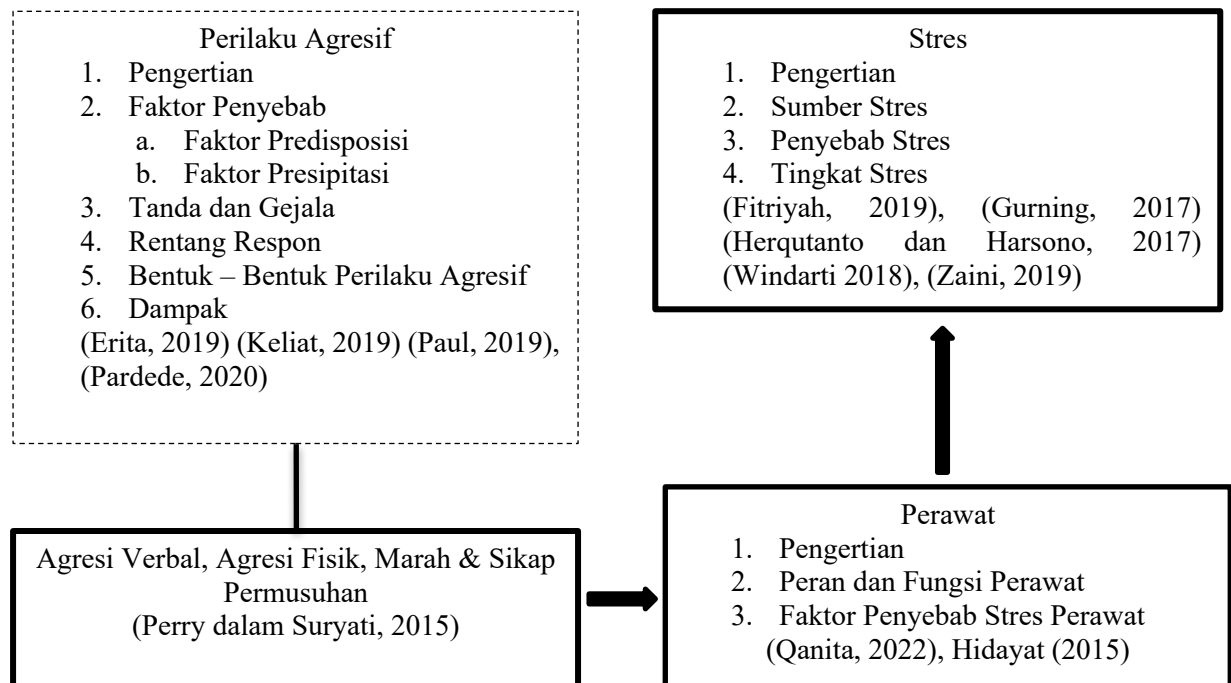 Perilaku Agresif
1. Pengertian
2. Faktor Penyebab
a. Faktor Predisposisi
b. Faktor Presipitasi
3. Tanda dan Gejala
4. Rentang Respon
5. Bentuk – Bentuk Perilaku Agresif
6. Dampak
(Erita, 2019) (Keliat, 2019) (Paul, 2019),
(Pardede, 2020)
Stres
1. Pengertian
2. Sumber Stres
3. Penyebab Stres
4. Tingkat Stres
(Fitriyah, 2019), (Gurning, 2017)
(Herqutanto dan Harsono, 2017)
(Windarti 2018), (Zaini, 2019)
Agresi Verbal, Agresi Fisik, Marah & Sikap
Permusuhan
(Perry dalam Suryati, 2015)
Perawat
1. Pengertian
2. Peran dan Fungsi Perawat
3. Faktor Penyebab Stres Perawat
(Qanita, 2022), Hidayat (2015)